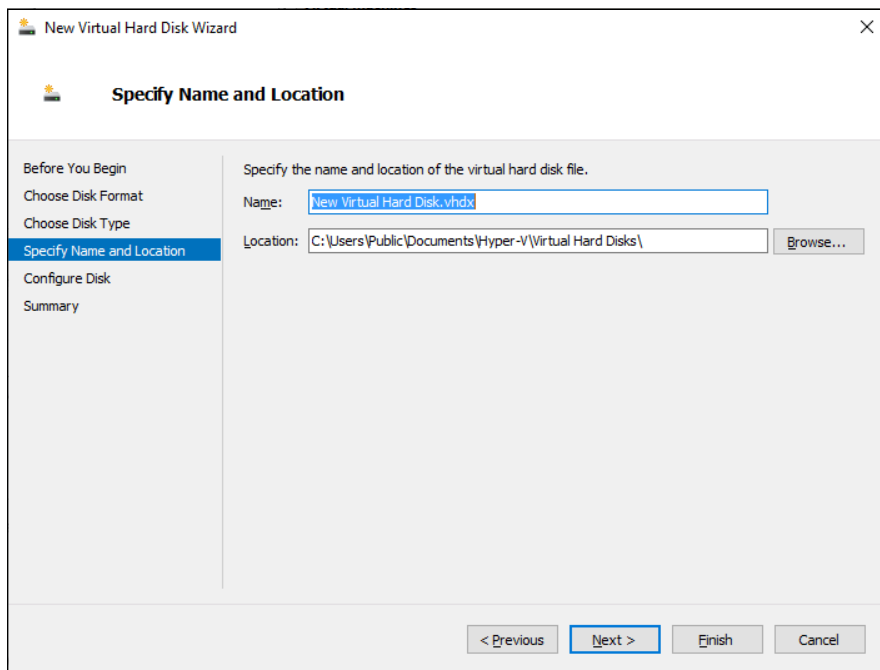 New Virtual Hard Disk Wizard
Specify Name and Location
Before You Begin
Choose Disk Format
Choose Disk Type
Specify Name and Location
Configure Disk
Summary
Specify the name and location of the virtual hard disk file.
Name: New Virtual Hard Disk.vhdx
Location: C:\Users\Public\Documents\Hyper-V\Virtual Hard Disks\ Browse...
< Previous Next > Finish Cancel